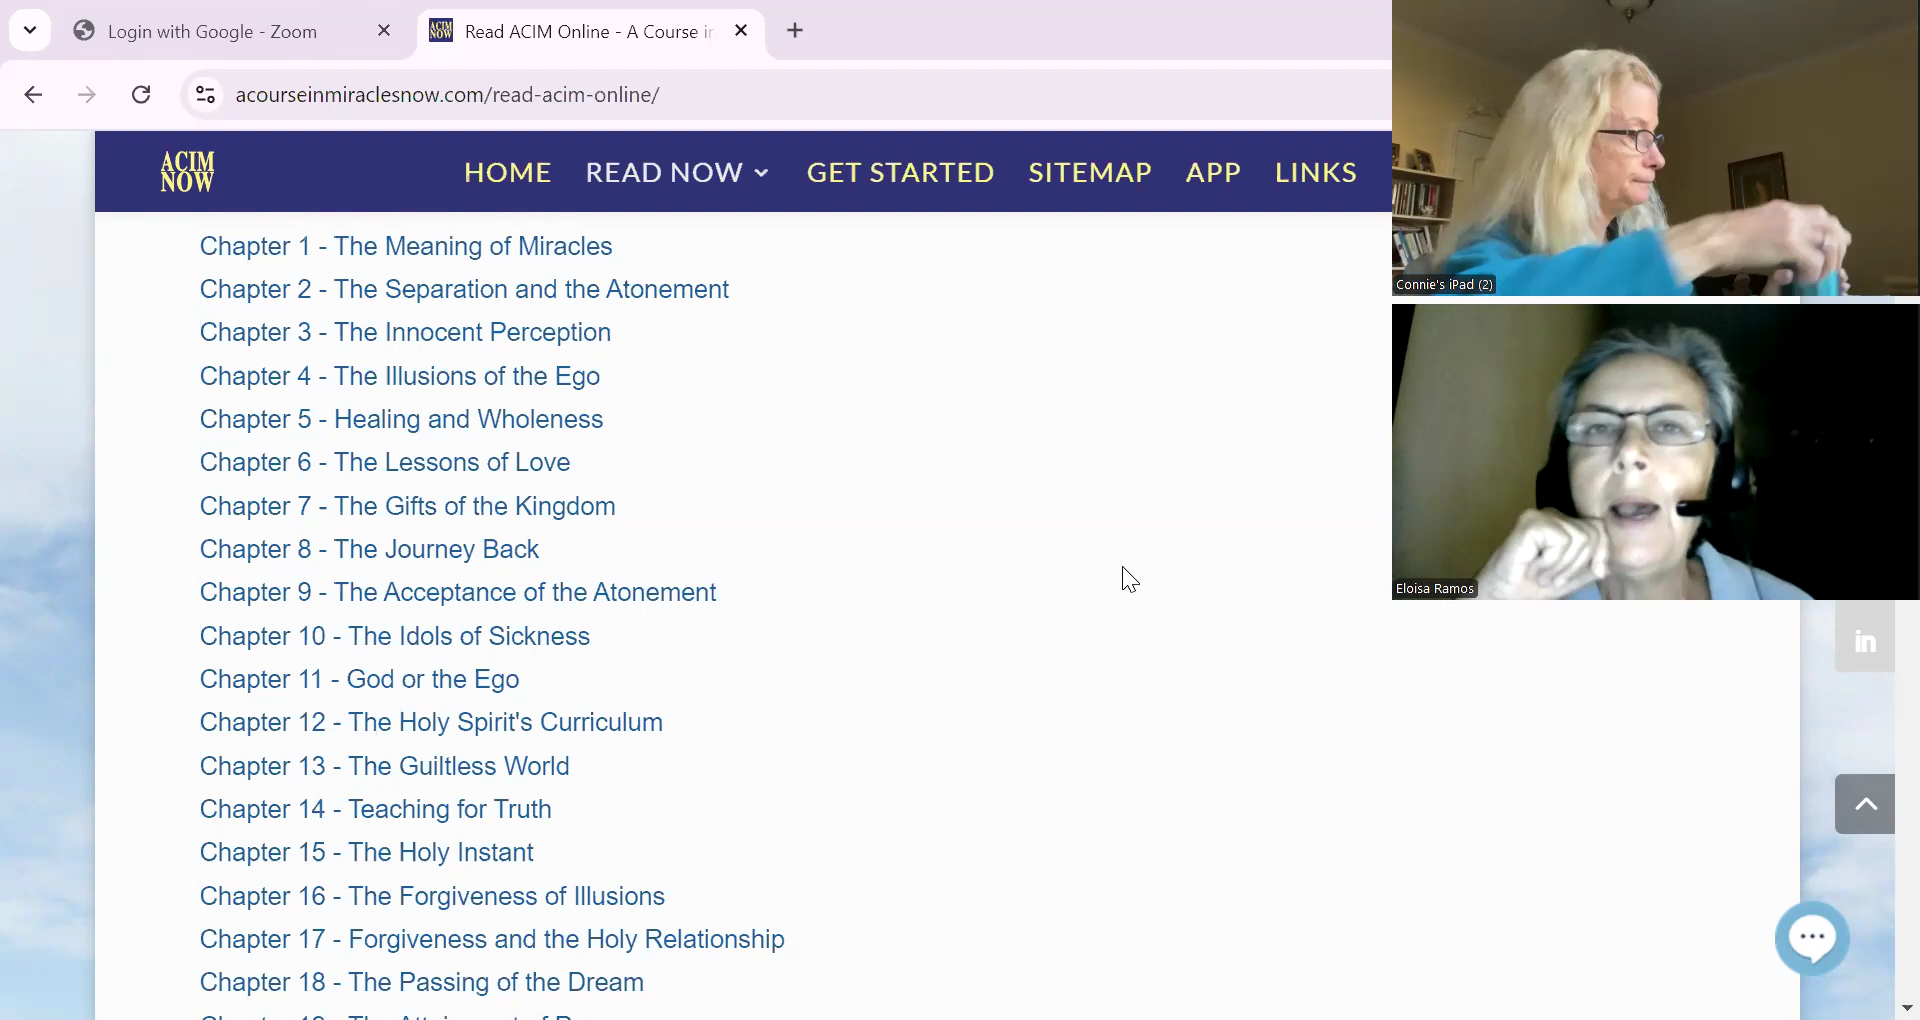 Login with Google - Zoom
ACIM NOW
Read ACIM Online - A Course in
acourseinmiraclesnow.com/read-acim-online/
ACIM
NOW
HOME READ NOW GET STARTED SITEMAP APP LINKS
Chapter 1 - The Meaning of Miracles
Chapter 2 - The Separation and the Atonement
Chapter 3 - The Innocent Perception
Chapter 4 - The Illusions of the Ego
Chapter 5 - Healing and Wholeness
Chapter 6 - The Lessons of Love
Chapter 7 - The Gifts of the Kingdom
Chapter 8 - The Journey Back
Chapter 9 - The Acceptance of the Atonement
Chapter 10 - The Idols of Sickness
Chapter 11 - God or the Ego
Chapter 12 - The Holy Spirit's Curriculum
Chapter 13 - The Guiltless World
Chapter 14 - Teaching for Truth
Chapter 15 - The Holy Instant
Chapter 16 - The Forgiveness of Illusions
Chapter 17 - Forgiveness and the Holy Relationship
Chapter 18 - The Passing of the Dream
Connie's iPad (2)
Eloisa Ramos
in